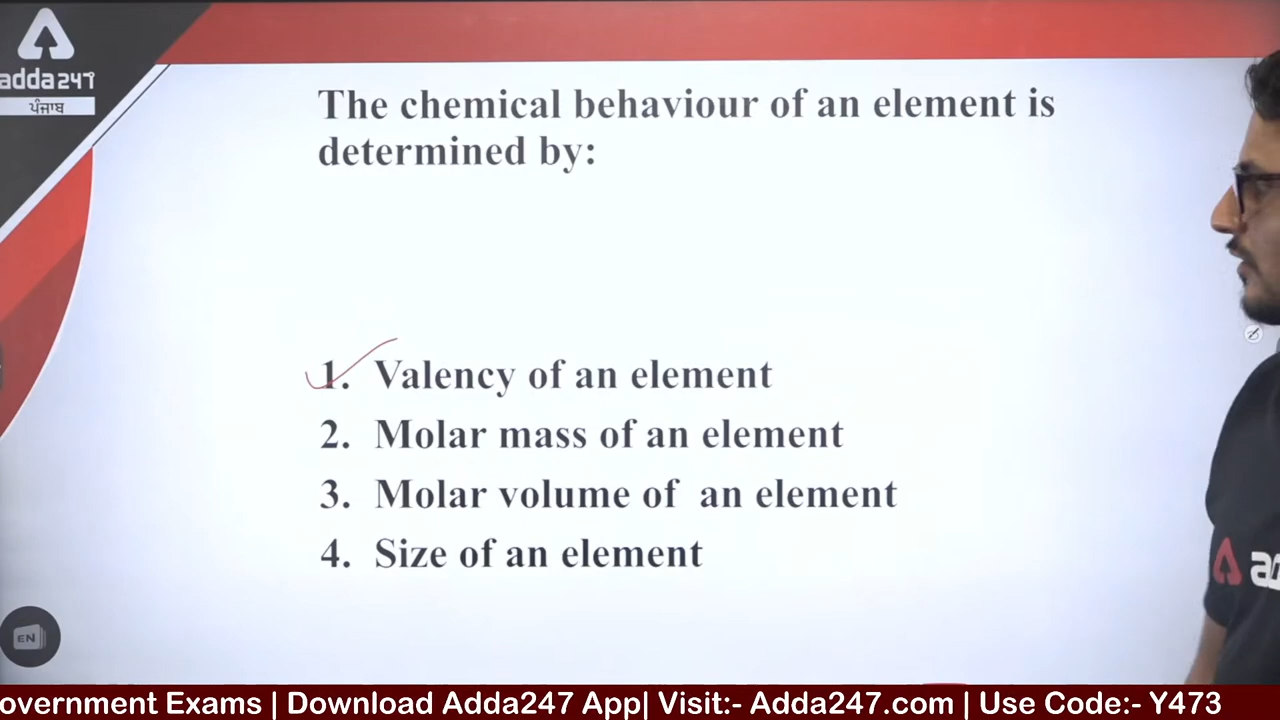 adda247
ਪੰਜਾਬ
The chemical behaviour of an element is
determined by:
1. Valency of an element
2. Molar mass of an element
3. Molar volume of an element
4. Size of an element
EN
overnment Exams | Download Adda247 App| Visit:- Adda247.com | Use Code:- Y473